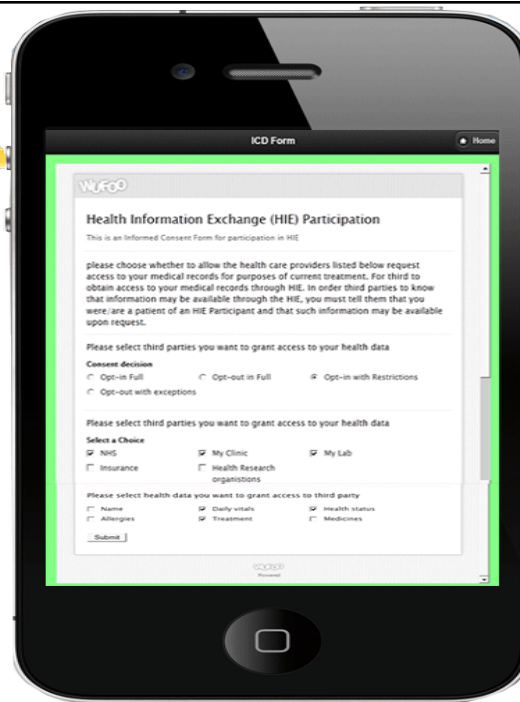 ICD Form
Home
WUFOO
Health Information Exchange (HIE) Participation
This is an Informed Consent Form for participation in HIE
please choose whether to allow the health care providers listed below request
access to your medical records for purposes of current treatment. For third to
obtain access to your medical records through HIE. In order third parties to know
that information may be available through the HIE, you must tell them that you
were/are a patient of an HIE Participant and that such information may be available
upon request.
Please select third parties you want to grant access to your health data
Consent decision
Opt-in Full Opt-out in Full Opt-in with Restrictions
Opt-out with exceptions
Please select third parties you want to grant access to your health data
Select a Choice
NHS My Clinic My Lab
Insurance Health Research
organistions
Please select health data you want to grant access to third party
Name Daily vitals Health status
Allergies Treatment Medicines
Submit
Powered